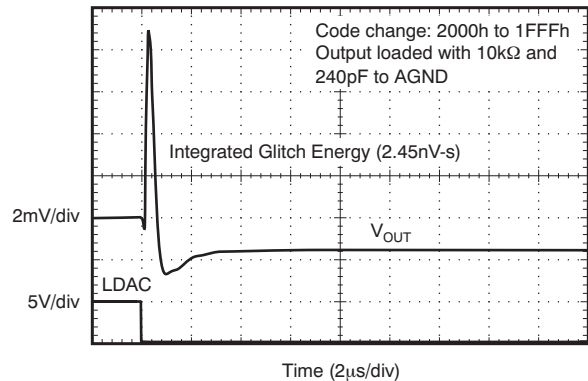 Code change: 2000h to 1FFFh
Output loaded with 10kΩ and
240pF to AGND
Integrated Glitch Energy (2.45nV-s)
2mV/div
VOUT
LDAC
5V/div
Time (2μs/div)